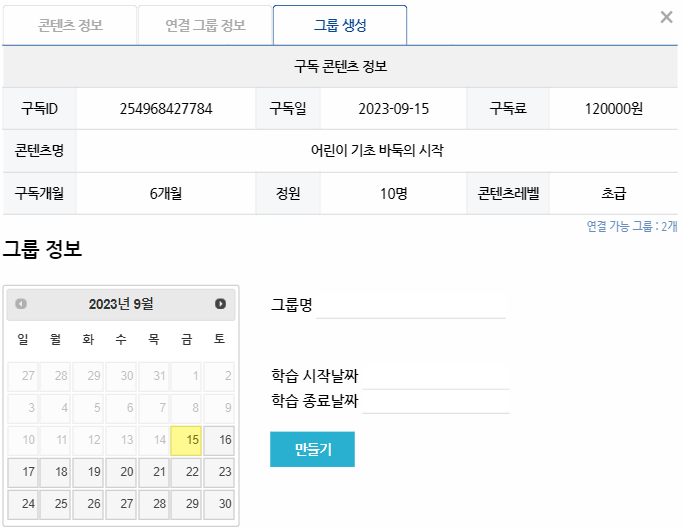 콘텐츠 정보 연결 그룹 정보 그룹 생성 ×
구독 콘텐츠 정보
구독ID 254968427784 구독일 2023-09-15 구독료 120000원
콘텐츠명 어린이 기초 바둑의 시작
구독개월 6개월 정원 10명 콘텐츠레벨 초급
연결 가능 그룹 : 2개
그룹 정보
2023년 9월
일 월 화 수 목 금 토
27 28 29 30 31 1 2
3 4 5 6 7 8 9
10 11 12 13 14 15 16
17 18 19 20 21 22 23
24 25 26 27 28 29 30
그룹명
학습 시작날짜
학습 종료날짜
만들기